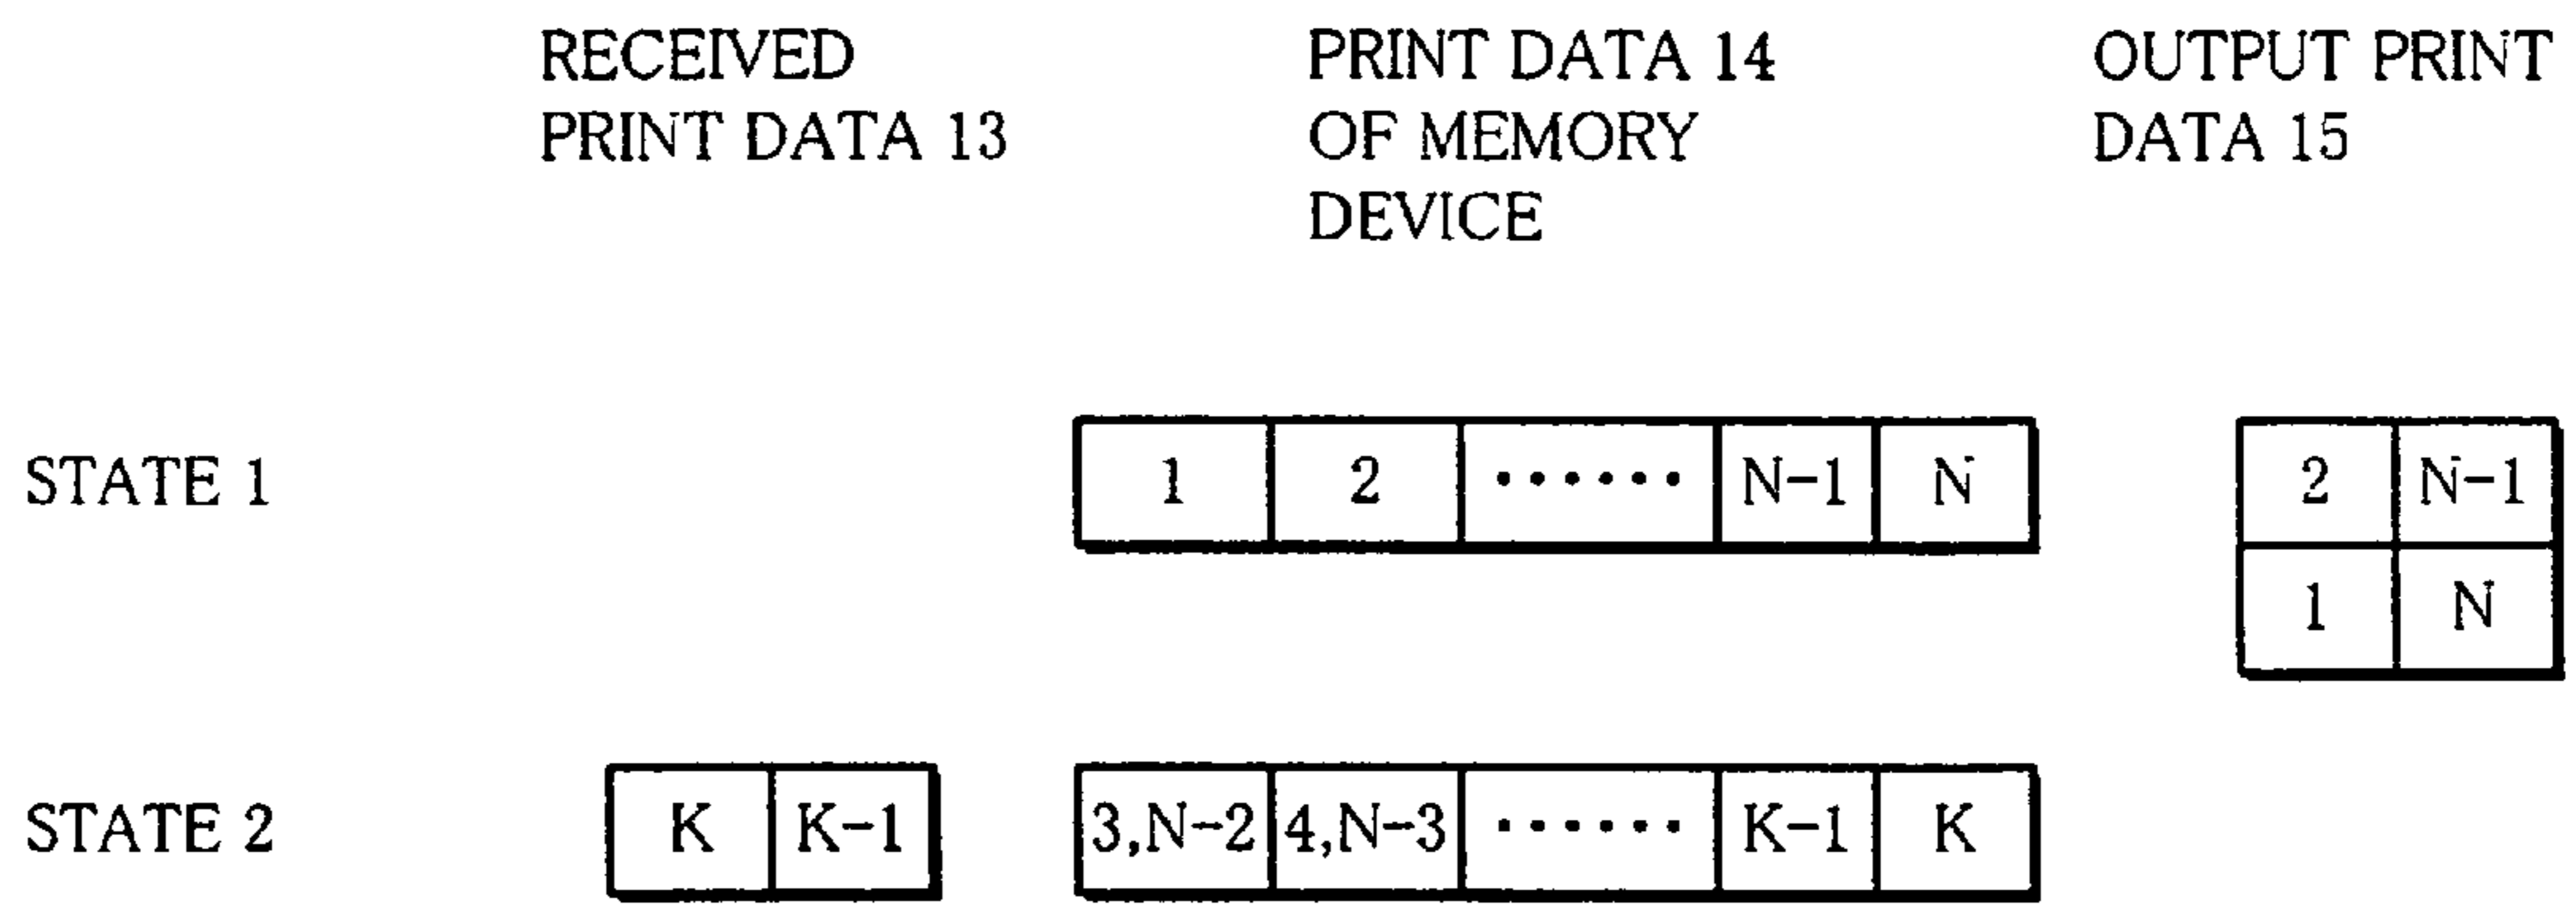 RECEIVED
PRINT DATA 13
PRINT DATA 14
OF MEMORY
DEVICE
OUTPUT PRINT
DATA 15
STATE 1
1 2 ...... N-1 N
2 N-1
1 N
STATE 2
K K-1
3,N-2 4,N-3 ...... K-1 K